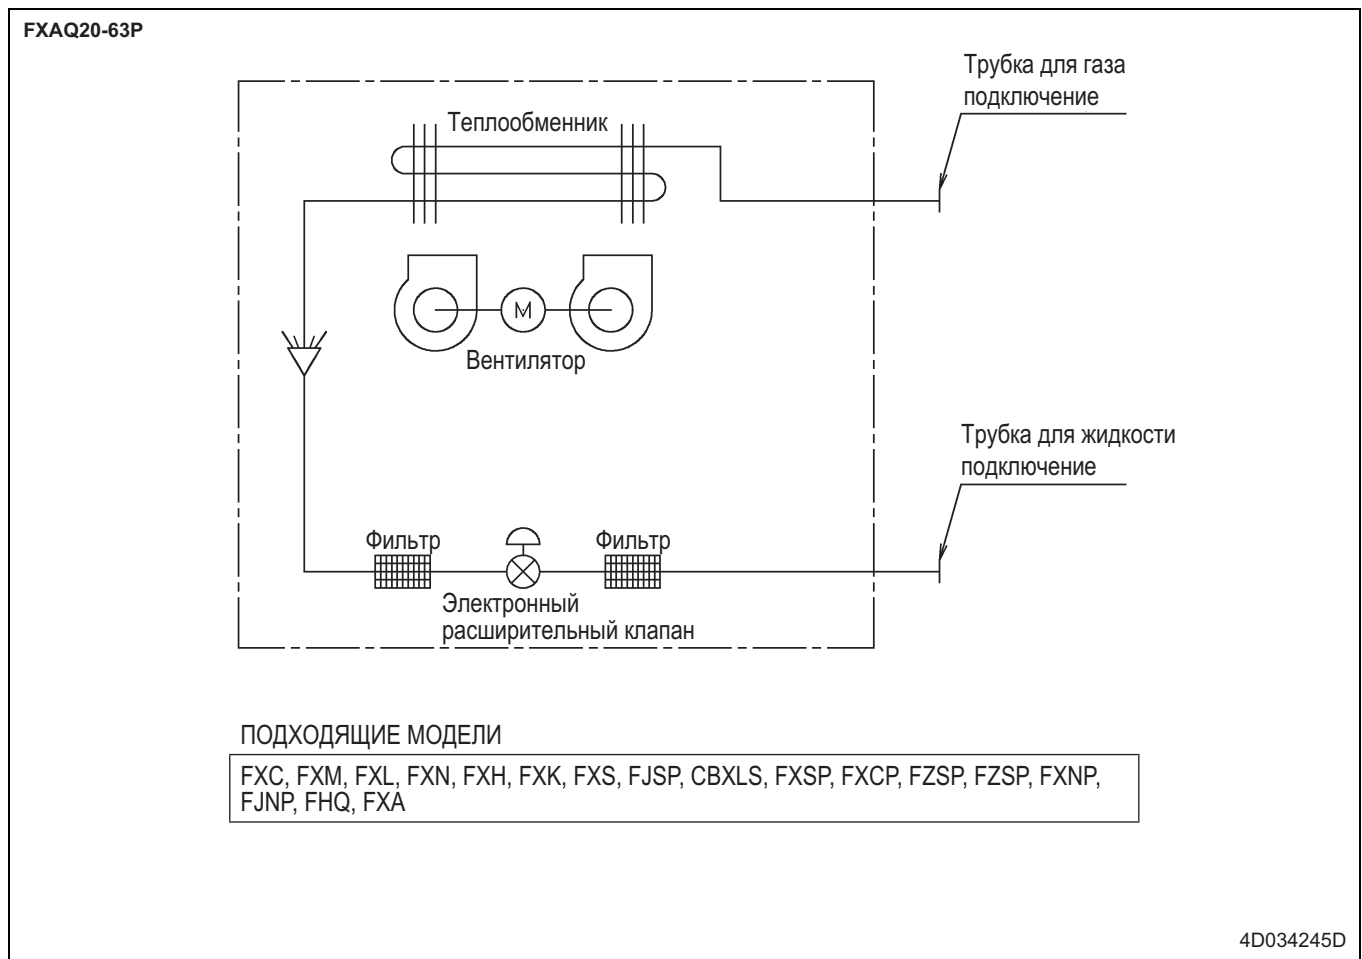 FXAQ20-63P
Трубка для газа
подключение
Теплообменник
M
Вентилятор
Трубка для жидкости
подключение
Фильтр
Фильтр
Электронный
расширительный клапан
ПОДХОДЯЩИЕ МОДЕЛИ
FXC, FXM, FXL, FXN, FXH, FXK, FXS, FJSP, CBXLS, FXSP, FXCP, FZSP, FZSP, FXNP,
FJNP, FHQ, FXA
4D034245D